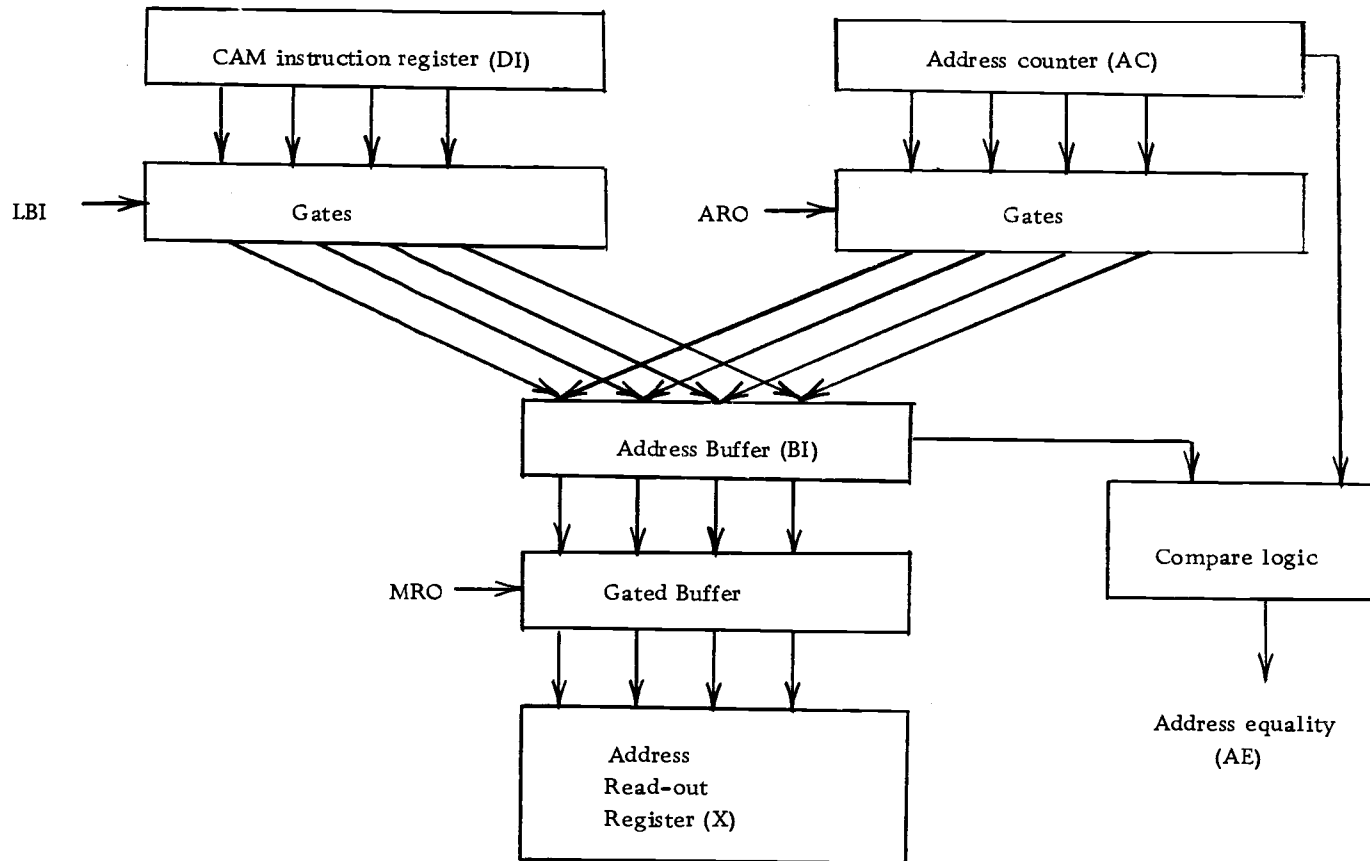 CAM instruction register (DI)
Address counter (AC)
LBI
Gates
ARO
Gates
Address Buffer (BI)
MRO
Gated Buffer
Compare logic
Address
Read-out
Register (X)
Address equality
(AE)